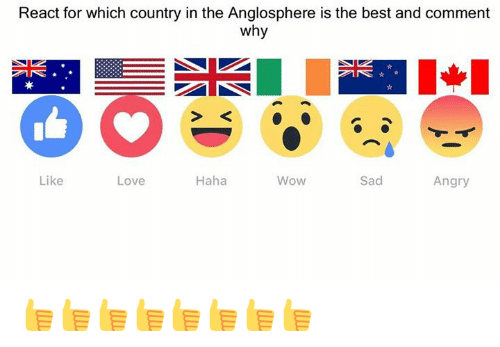 React for which country in the Anglosphere is the best and comment
why
Like Love Haha Wow Sad Angry